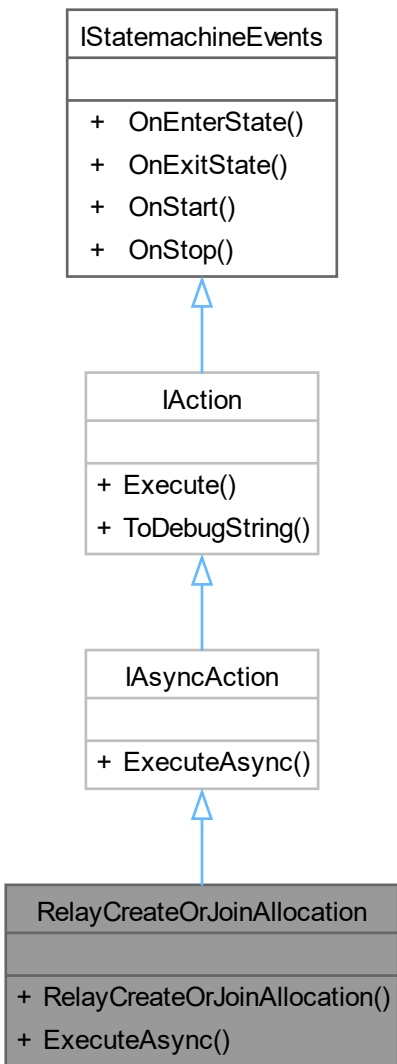 IStatemachineEvents
+ OnEnterState()
+ OnExitState()
+ OnStart()
+ OnStop()
IAction
+ Execute()
+ ToDebugString()
IAsyncAction
+ ExecuteAsync()
RelayCreateOrJoinAllocation
+ RelayCreateOrJoinAllocation()
+ ExecuteAsync()